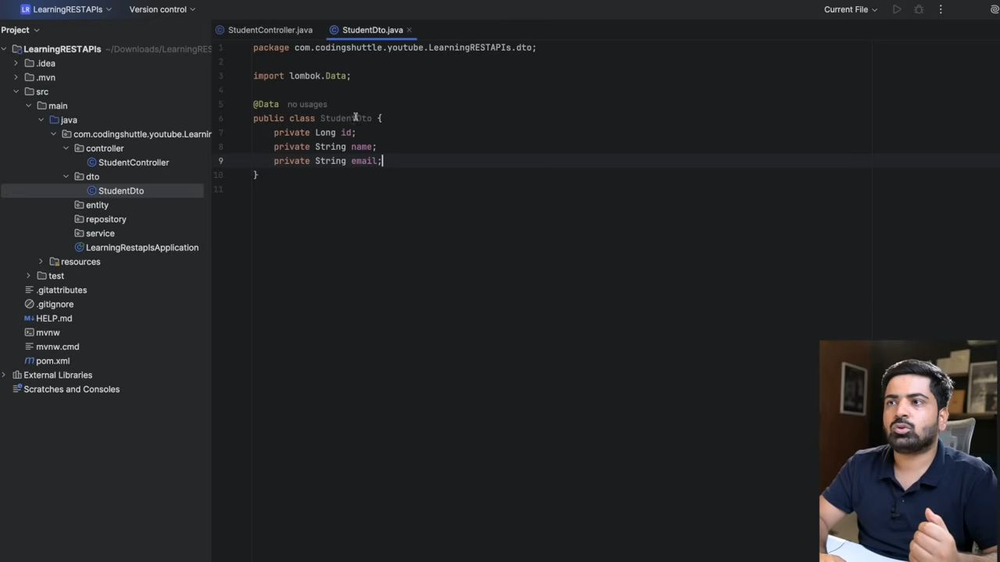 LR LearningRESTAPIs Version control Current File
Project
StudentController.java StudentDto.java
LearningRESTAPIs ~/Downloads/LearningRES
.idea
.mvn
src
main
java
com.codingshuttle.youtube.Learnin
controller
StudentController
dto
StudentDto
entity
repository
service
LearningRestapIsApplication
resources
test
.gitattributes
.gitignore
HELP.md
mvnw
mvnw.cmd
pom.xml
External Libraries
Scratches and Consoles
1 package com.codingshuttle.youtube.LearningRESTAPIs.dto;
2
3 import lombok.Data;
4
5 @Data no usages
6 public class StudentDto {
7 private Long id;
8 private String name;
9 private String email;
10 }
11